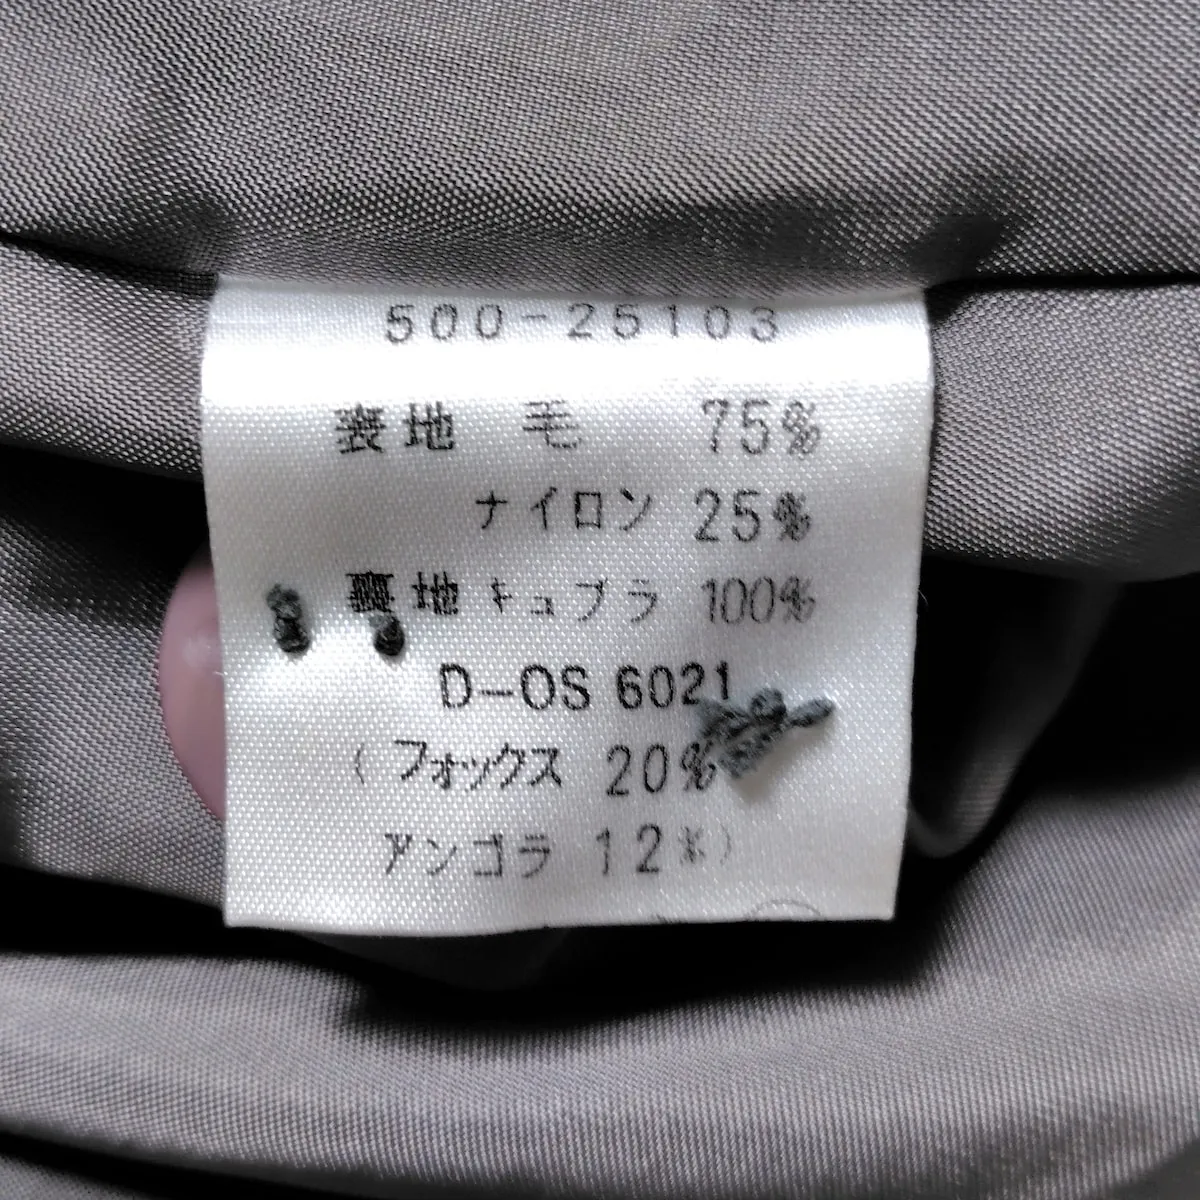 500-25103
表地 毛 75%
ナイロン 25%
裏地 キュプラ 100%
D-OS 6021
(フォックス 20%
アンゴラ 12%)